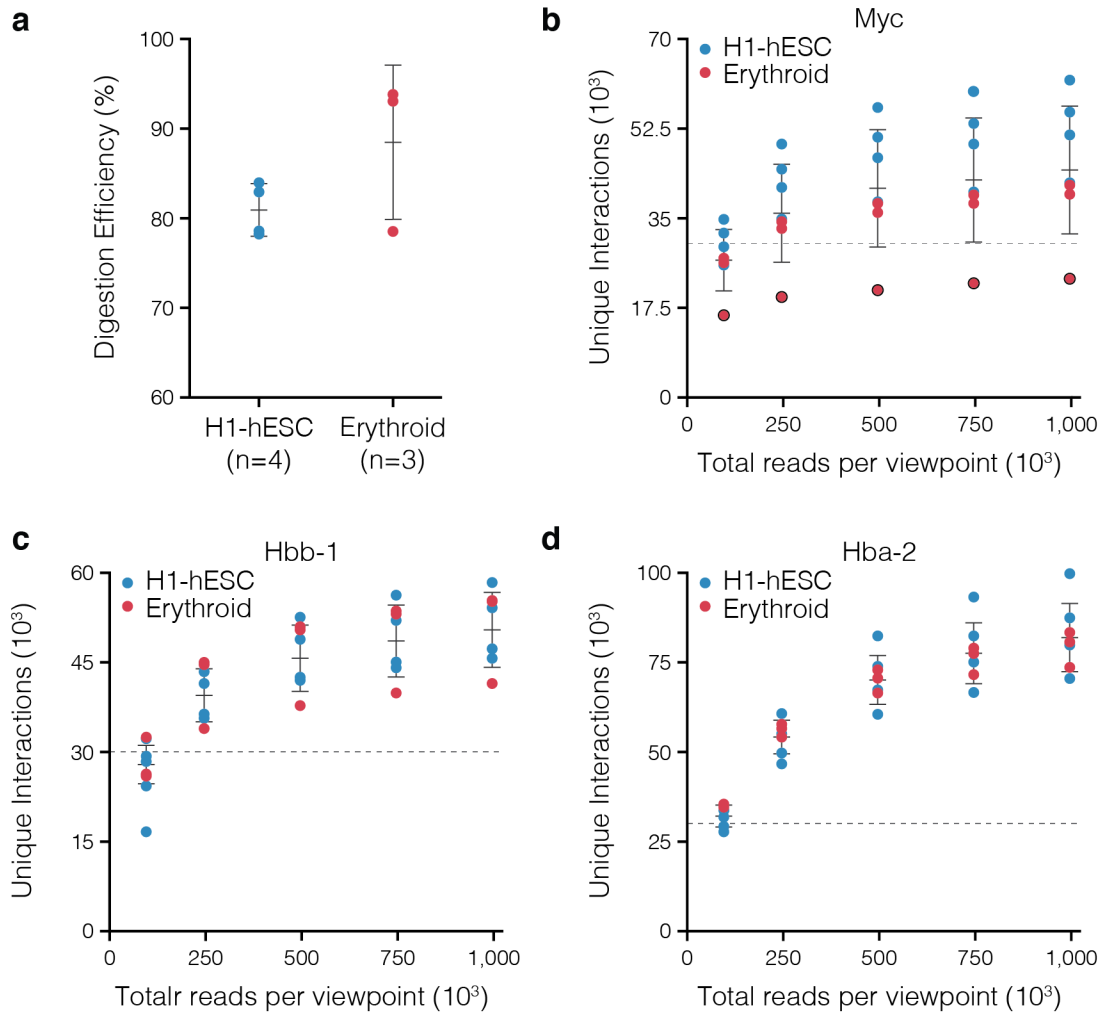 a
100
90
80
70
60
Digestion Efficiency (%)
H1-hESC
(n=4)
Erythroid
(n=3)
b
Myc
H1-hESC
Erythroid
70
52.5
35
17.5
0
Unique Interactions (10³)
0
250
500
750
1,000
Total reads per viewpoint (10³)
c
Hbb-1
H1-hESC
Erythroid
60
45
30
15
0
Unique Interactions (10³)
0
250
500
750
1,000
Totalr reads per viewpoint (10³)
d
Hba-2
H1-hESC
Erythroid
100
75
50
25
0
Unique Interactions (10³)
0
250
500
750
1,000
Total reads per viewpoint (10³)